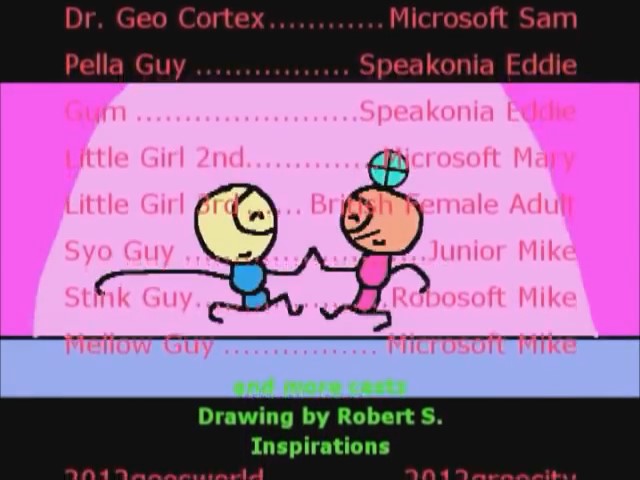 Dr. Geo Cortex............ Microsoft Sam
Pella Guy ................ Speakonia Eddie
Gum .......................Speakonia Eddie
Little Girl 2nd.............Microsoft Mary
Little Girl 3rd ...... British Female Adult
Syo Guy .........................Junior Mike
Stink Guy....................Robosoft Mike
Mellow Guy ................ Microsoft Mike
and more casts
Drawing by Robert S.
Inspirations
2012geosworld 2012greecity